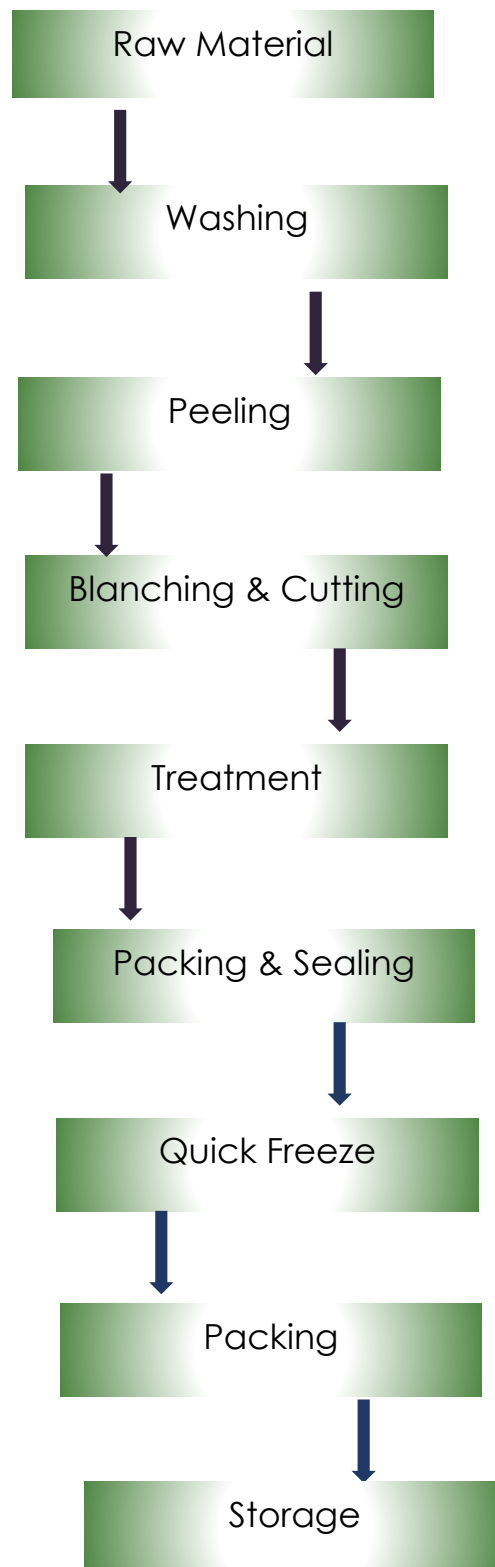 Raw Material
Washing
Peeling
Blanching & Cutting
Treatment
Packing & Sealing
Quick Freeze
Packing
Storage